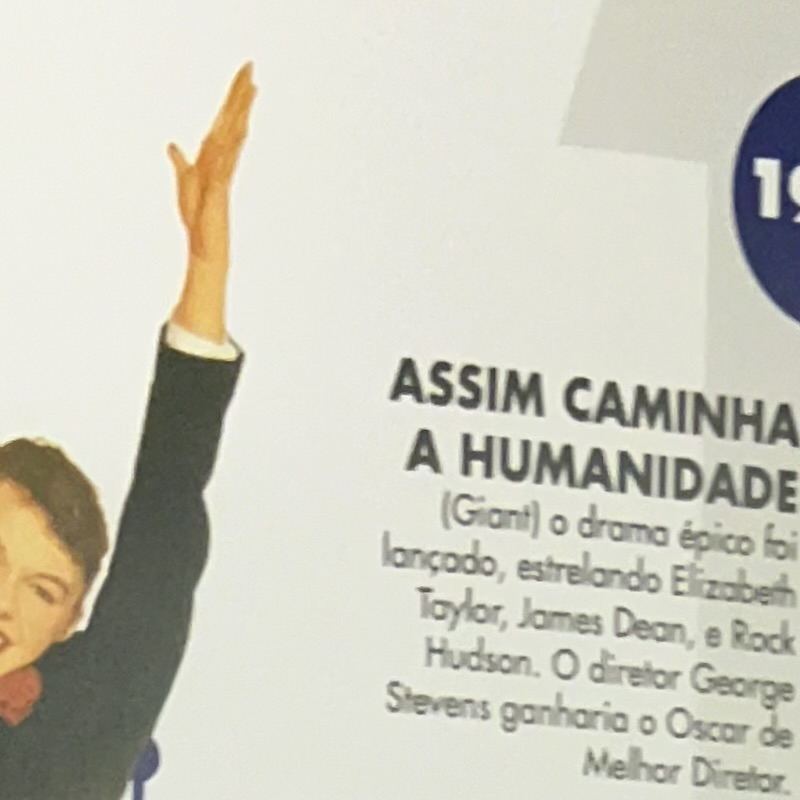 19
ASSIM CAMINHA
A HUMANIDADE
(Giant) o drama épico foi
lançado, estrelando Elizabeth
Taylor, James Dean, e Rock
Hudson. O diretor George
Stevens ganharia o Oscar de
Melhor Diretor.